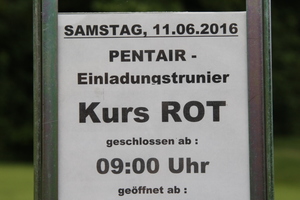 SAMSTAG, 11.06.2016
PENTAIR -
Einladungstrunier
Kurs ROT
geschlossen ab :
09:00 Uhr
geöffnet ab :